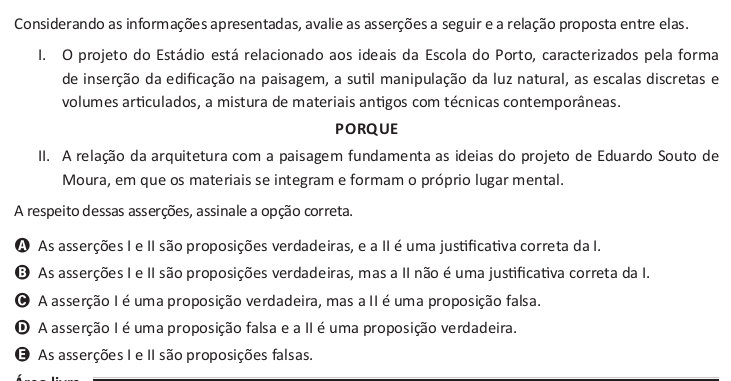 Considerando as informações apresentadas, avalie as asserções a seguir e a relação proposta entre elas.
I. O projeto do Estádio está relacionado aos ideais da Escola do Porto, caracterizados pela forma
de inserção da edificação na paisagem, a sutil manipulação da luz natural, as escalas discretas e
volumes articulados, a mistura de materiais antigos com técnicas contemporâneas.
PORQUE
II. A relação da arquitetura com a paisagem fundamenta as ideias do projeto de Eduardo Souto de
Moura, em que os materiais se integram e formam o próprio lugar mental.
A respeito dessas asserções, assinale a opção correta.
A As asserções I e II são proposições verdadeiras, e a II é uma justificativa correta da I.
B As asserções I e II são proposições verdadeiras, mas a II não é uma justificativa correta da I.
C A asserção I é uma proposição verdadeira, mas a II é uma proposição falsa.
D A asserção I é uma proposição falsa e a II é uma proposição verdadeira.
E As asserções I e II são proposições falsas.